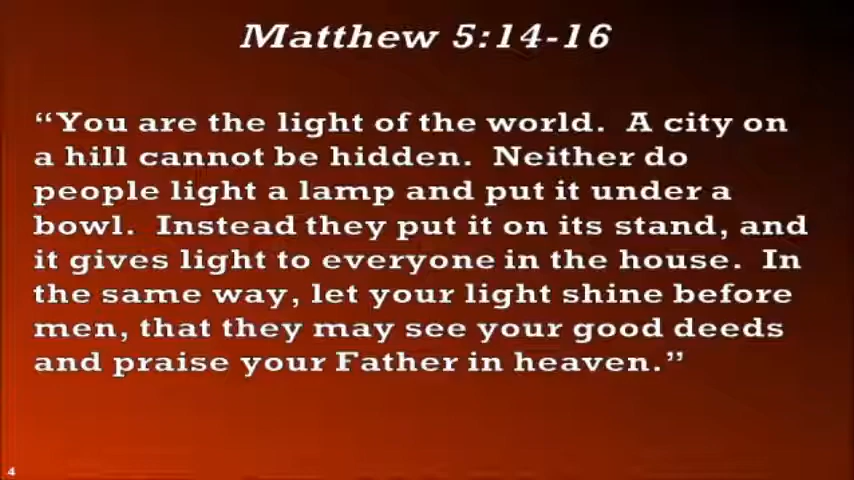 Matthew 5:14-16
“You are the light of the world.  A city on
a hill cannot be hidden.  Neither do
people light a lamp and put it under a
bowl.  Instead they put it on its stand, and
it gives light to everyone in the house.  In
the same way, let your light shine before
men, that they may see your good deeds
and praise your Father in heaven.”
4